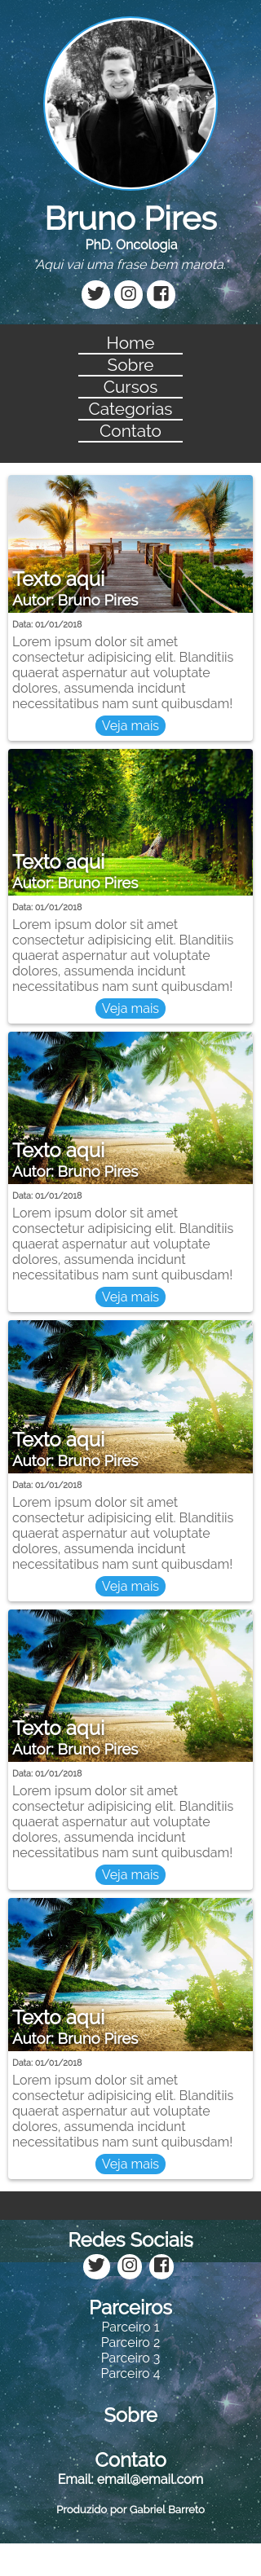 Bruno Pires
PhD. Oncologia
"Aqui vai uma frase bem marota."
Home
Sobre
Cursos
Categorias
Contato
Texto aqui
Autor: Bruno Pires
Data: 01/01/2018
Lorem ipsum dolor sit amet
consectetur adipisicing elit. Blanditiis
quaerat aspernatur aut voluptate
dolores, assumenda incidunt
necessitatibus nam sunt quibusdam!
Veja mais
Texto aqui
Autor: Bruno Pires
Data: 01/01/2018
Lorem ipsum dolor sit amet
consectetur adipisicing elit. Blanditiis
quaerat aspernatur aut voluptate
dolores, assumenda incidunt
necessitatibus nam sunt quibusdam!
Veja mais
Texto aqui
Autor: Bruno Pires
Data: 01/01/2018
Lorem ipsum dolor sit amet
consectetur adipisicing elit. Blanditiis
quaerat aspernatur aut voluptate
dolores, assumenda incidunt
necessitatibus nam sunt quibusdam!
Veja mais
Texto aqui
Autor: Bruno Pires
Data: 01/01/2018
Lorem ipsum dolor sit amet
consectetur adipisicing elit. Blanditiis
quaerat aspernatur aut voluptate
dolores, assumenda incidunt
necessitatibus nam sunt quibusdam!
Veja mais
Texto aqui
Autor: Bruno Pires
Data: 01/01/2018
Lorem ipsum dolor sit amet
consectetur adipisicing elit. Blanditiis
quaerat aspernatur aut voluptate
dolores, assumenda incidunt
necessitatibus nam sunt quibusdam!
Veja mais
Texto aqui
Autor: Bruno Pires
Data: 01/01/2018
Lorem ipsum dolor sit amet
consectetur adipisicing elit. Blanditiis
quaerat aspernatur aut voluptate
dolores, assumenda incidunt
necessitatibus nam sunt quibusdam!
Veja mais
Redes Sociais
Parceiros
Parceiro 1
Parceiro 2
Parceiro 3
Parceiro 4
Sobre
Contato
Email: email@email.com
Produzido por Gabriel Barreto